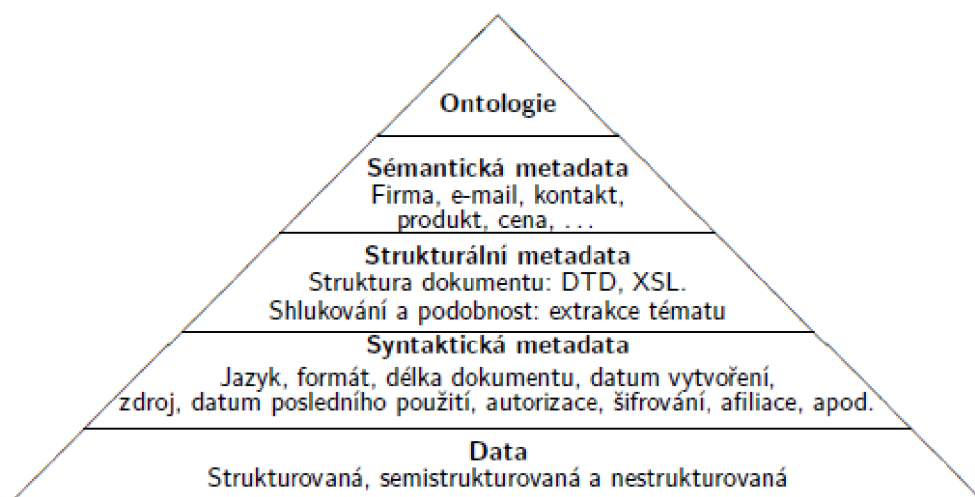 Ontologie
Sémantická metadata
Firma, e-mail, kontakt,
produkt, cena, ...
Strukturální metadata
Struktura dokumentu: DTD, XSL.
Shlukování a podobnost: extrakce tématu
Syntaktická metadata
Jazyk, formát, délka dokumentu, datum vytvoření,
zdroj, datum posledního použití, autorizace, šifrování, afiliace, apod.
Data
Strukturovaná, semistrukturovaná a nestrukturovaná